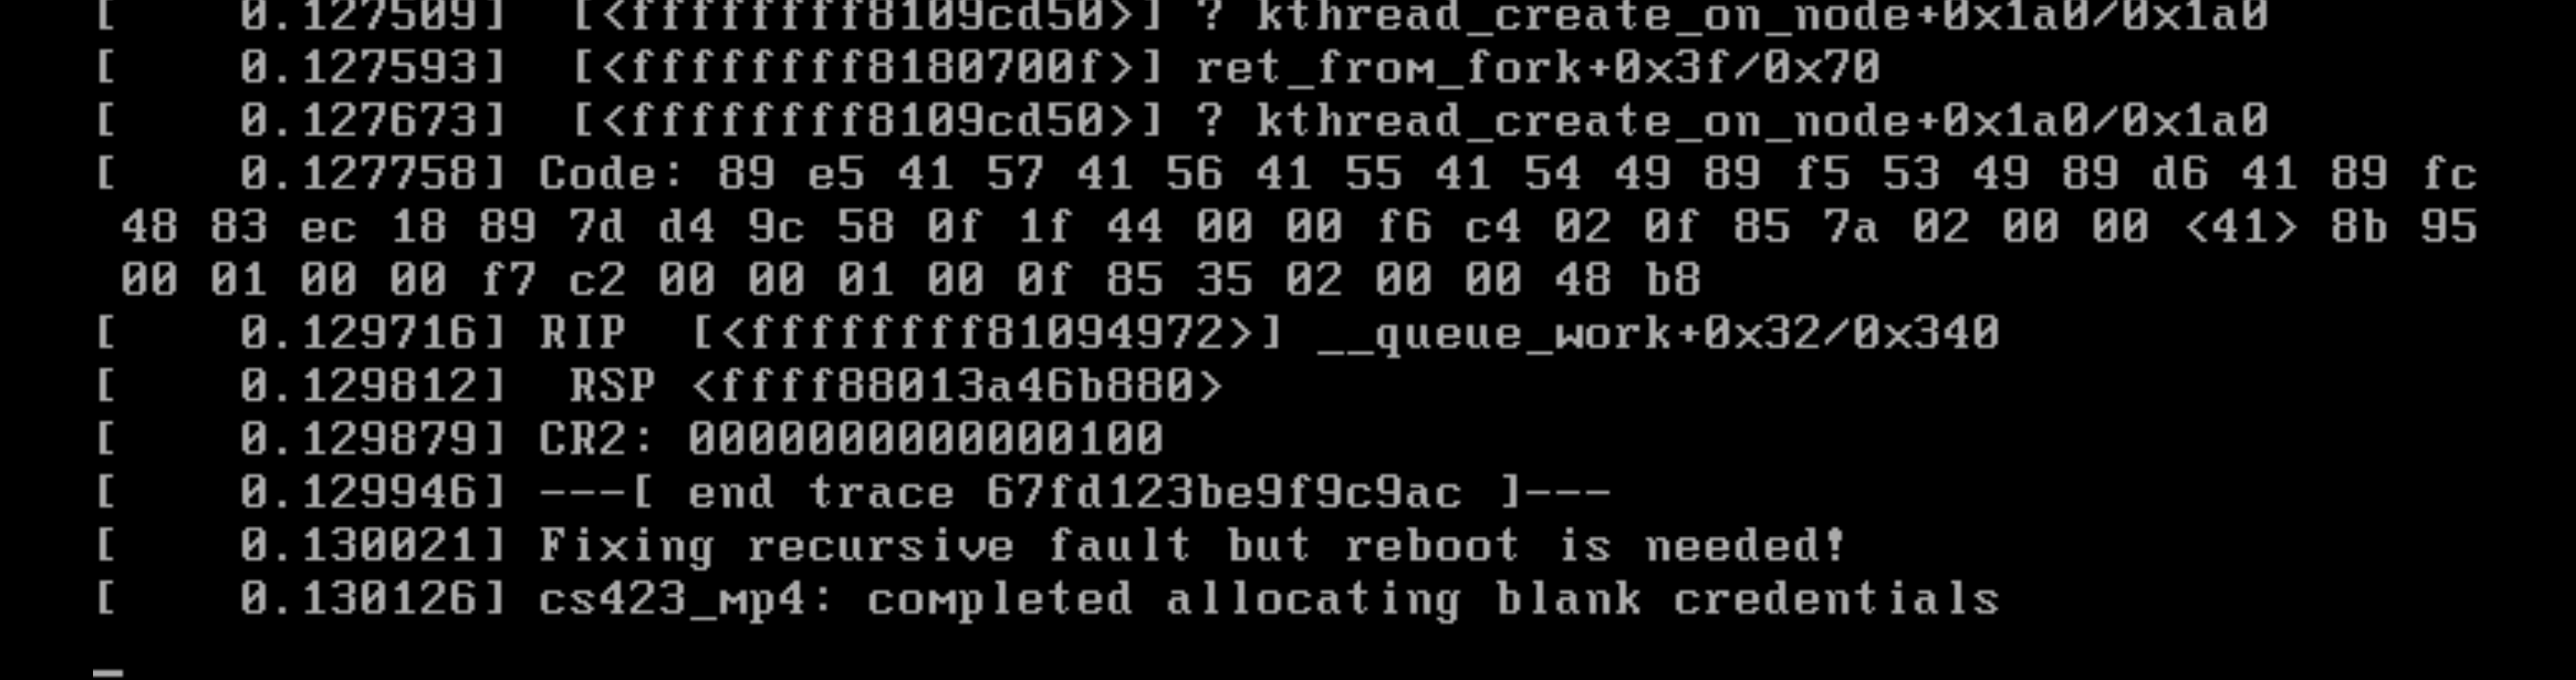 [    0.127509]  [<ffffffff8109cd50>] ? kthread_create_on_node+0x1a0/0x1a0
[    0.127593]  [<ffffffff8180700f>] ret_from_fork+0x3f/0x70
[    0.127673]  [<ffffffff8109cd50>] ? kthread_create_on_node+0x1a0/0x1a0
[    0.127758] Code: 89 e5 41 57 41 56 41 55 41 54 49 89 f5 53 49 89 d6 41 89 fc
48 83 ec 18 89 7d d4 9c 58 0f 1f 44 00 00 f6 c4 02 0f 85 7a 02 00 00 <41> 8b 95
00 01 00 00 f7 c2 00 00 01 00 0f 85 35 02 00 00 48 b8
[    0.129716] RIP  [<ffffffff81094972>] __queue_work+0x32/0x340
[    0.129812]  RSP <ffff88013a46b880>
[    0.129879] CR2: 0000000000000100
[    0.129946] ---[ end trace 67fd123be9f9c9ac ]---
[    0.130021] Fixing recursive fault but reboot is needed!
[    0.130126] cs423_mp4: completed allocating blank credentials